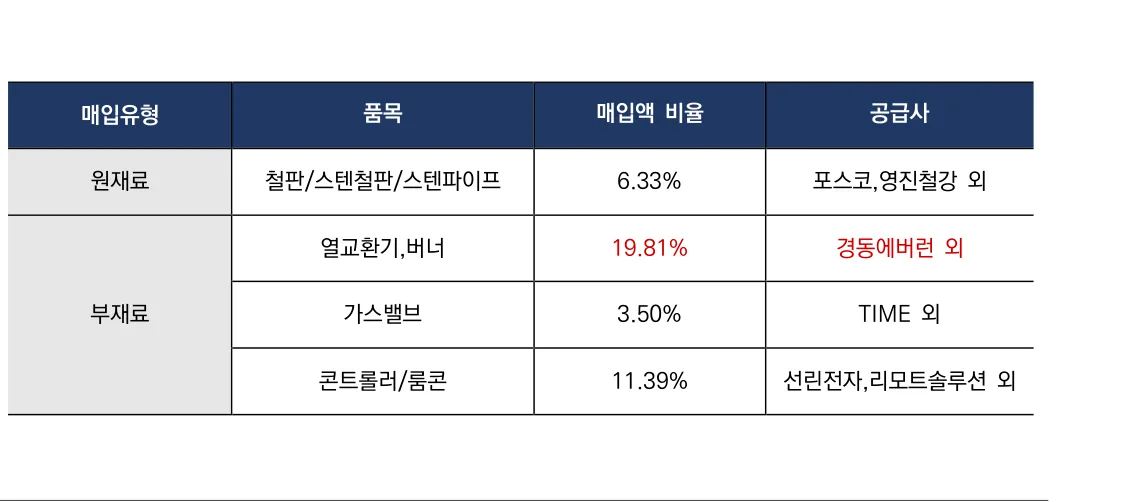 매입유형 품목 매입액 비율 공급사
원재료 철판/스텐철판/스텐파이프 6.33% 포스코,영진철강 외
부재료 열교환기,버너 19.81% 경동에버런 외
가스밸브 3.50% TIME 외
콘트롤러/룸콘 11.39% 선린전자,리모트솔루션 외